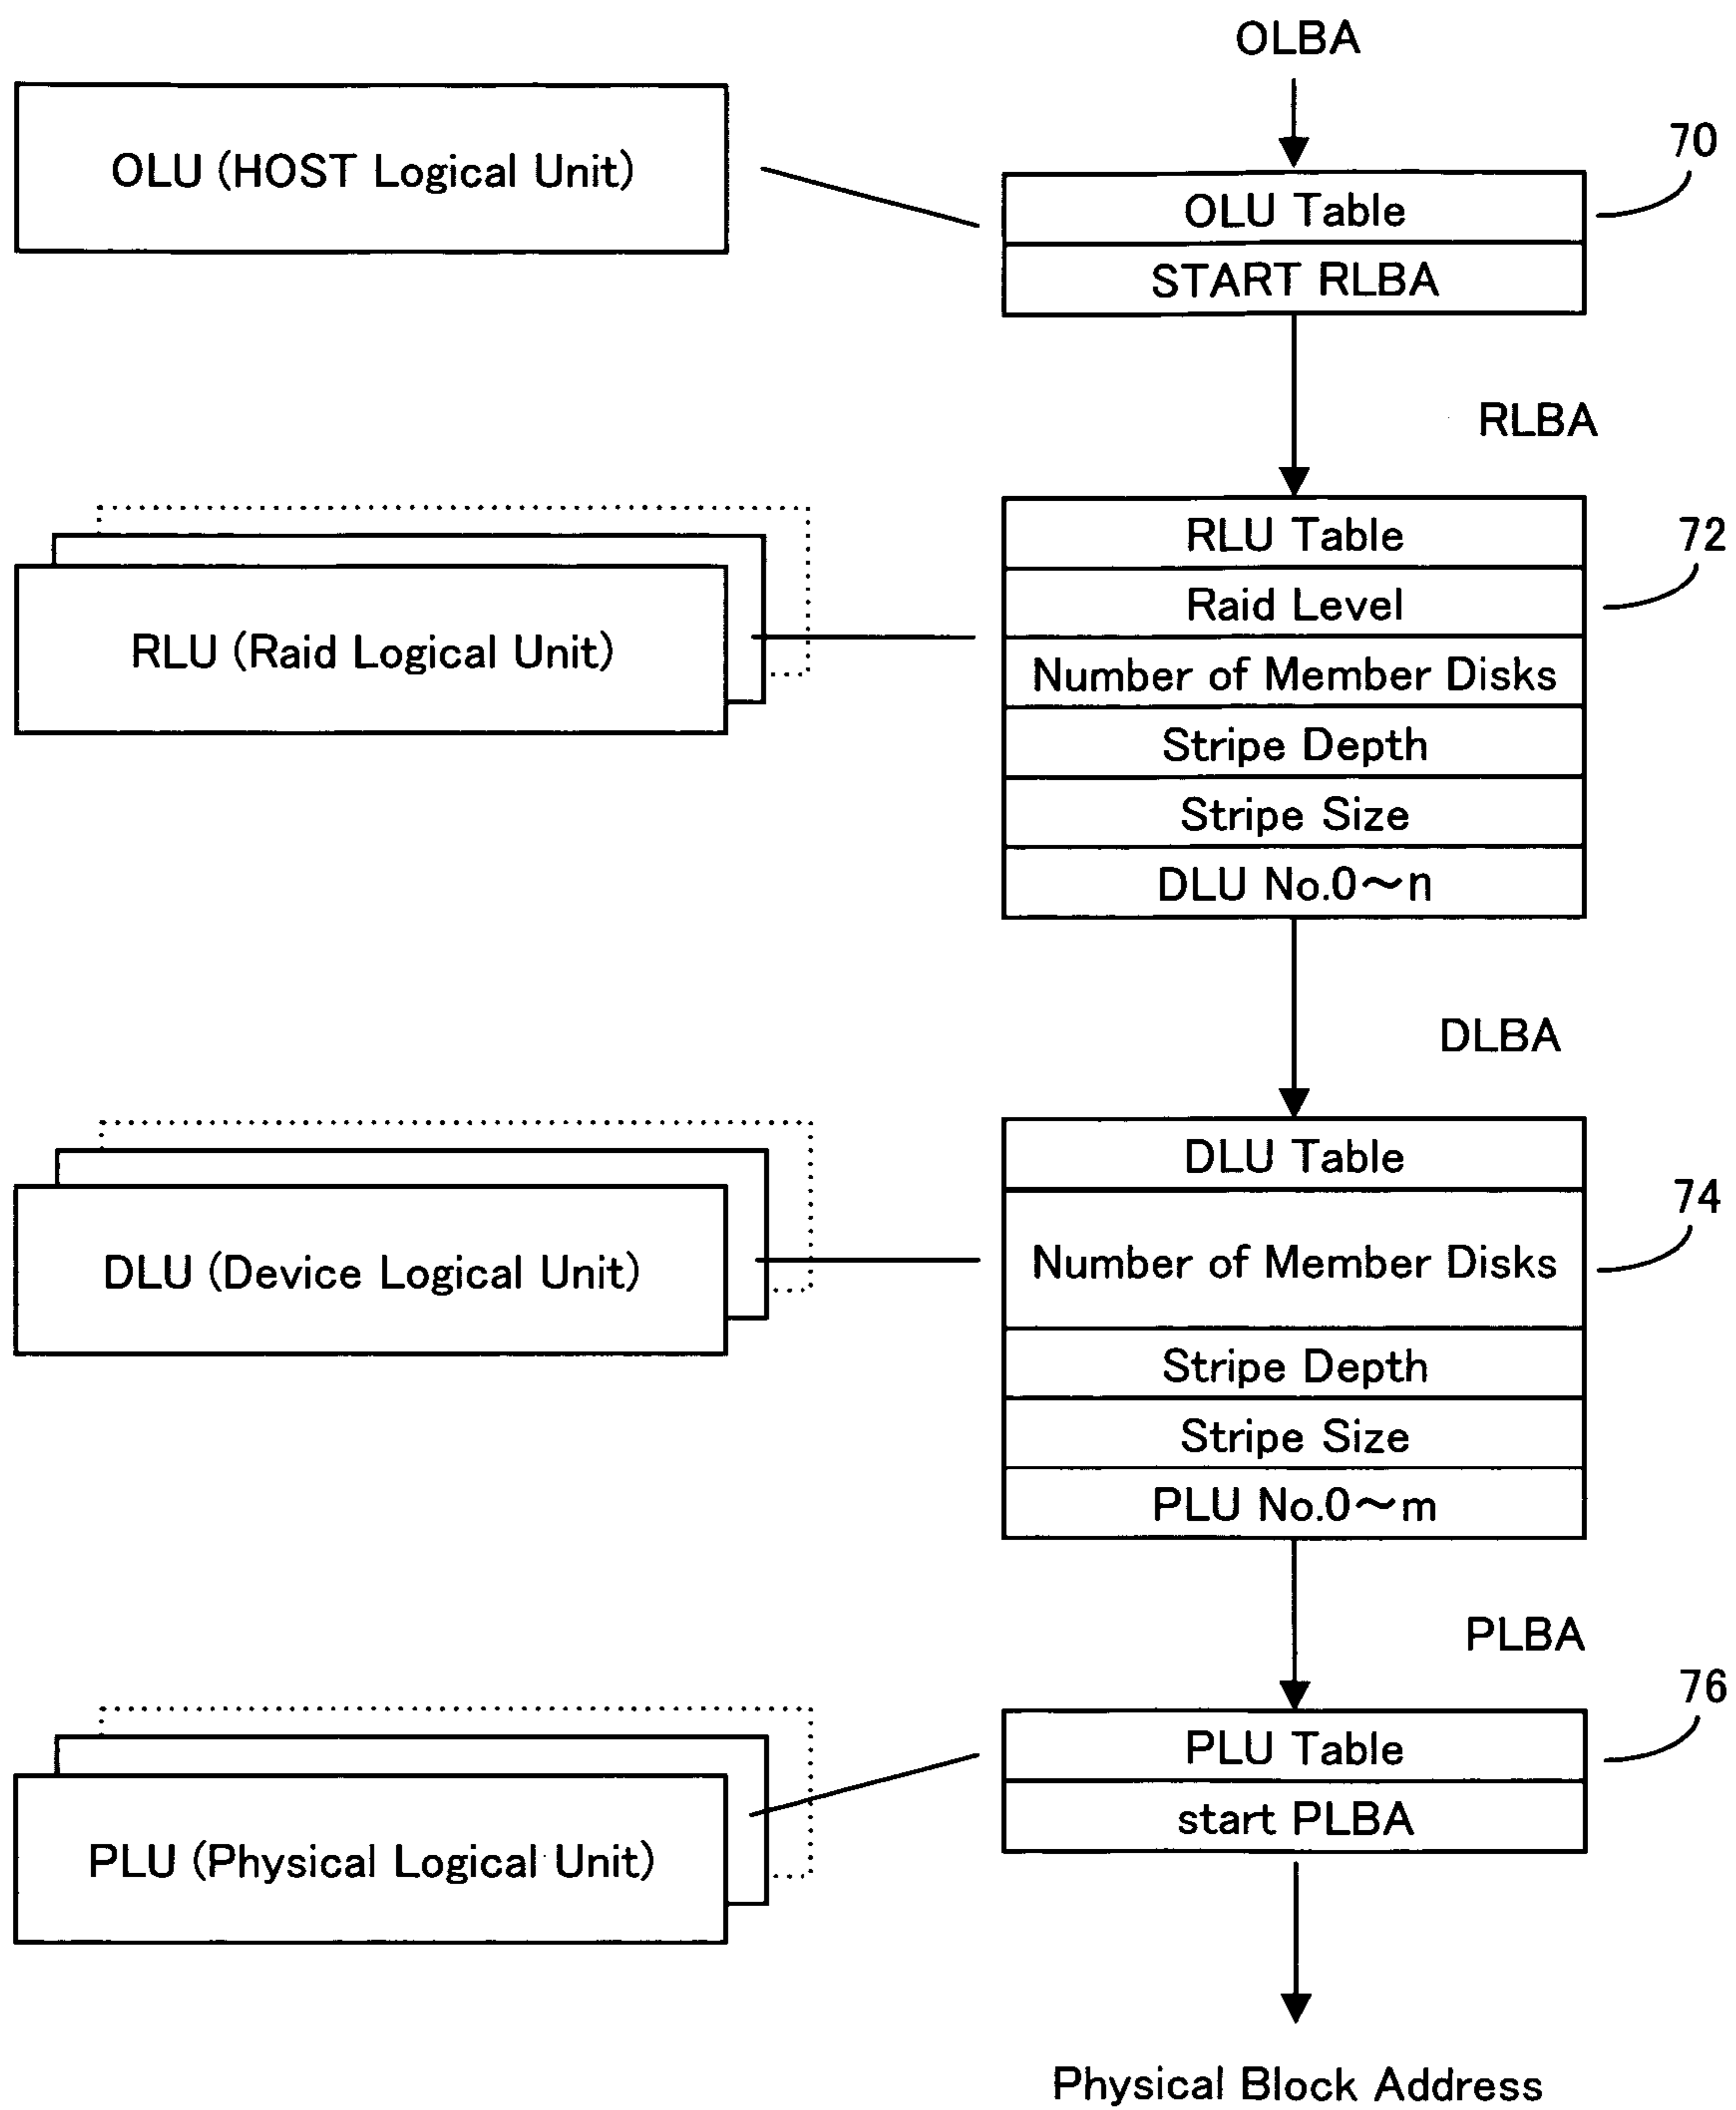 OLBA
OLU (HOST Logical Unit)
70
OLU Table
START RLBA
RLBA
RLU (Raid Logical Unit)
72
RLU Table
Raid Level
Number of Member Disks
Stripe Depth
Stripe Size
DLU No.0~n
DLBA
DLU (Device Logical Unit)
74
DLU Table
Number of Member Disks
Stripe Depth
Stripe Size
PLU No.0~m
PLBA
PLU (Physical Logical Unit)
76
PLU Table
start PLBA
Physical Block Address